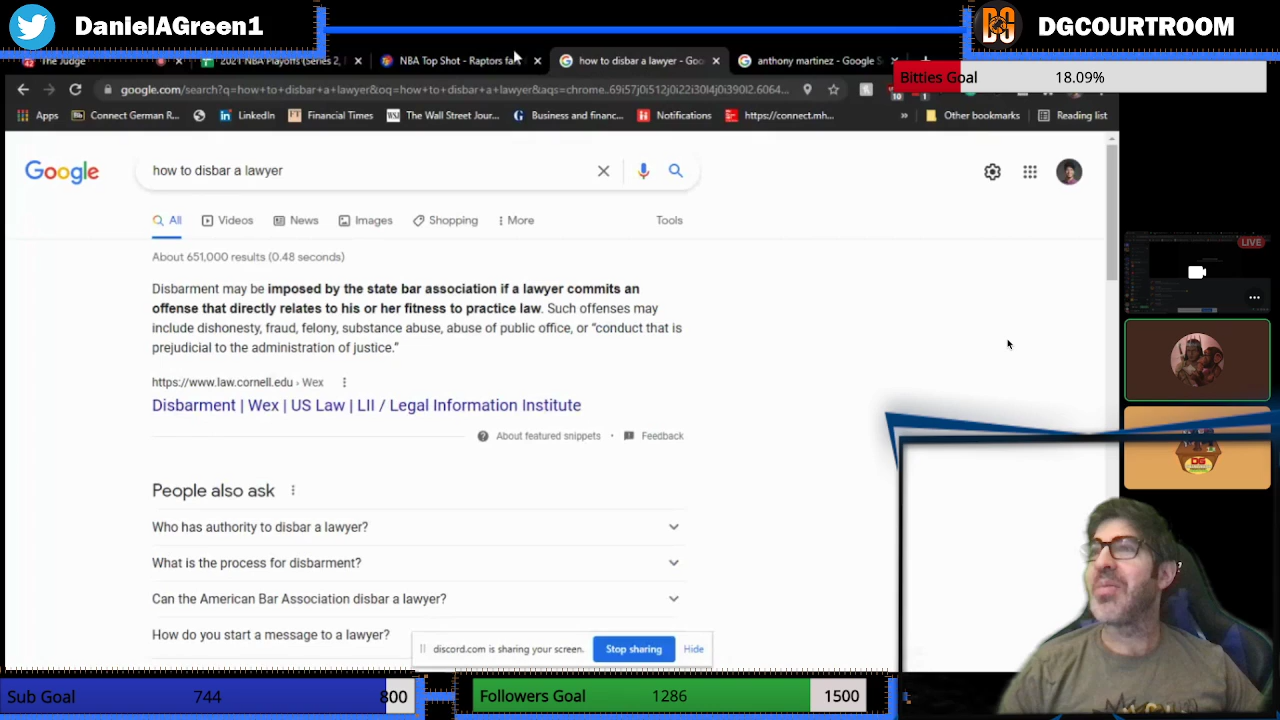 DanielAGreen1
DGCOURTROOM
The Judge
2021 NBA Playoffs (Series 2,
NBA Top Shot - Raptors fa
how to disbar a lawyer - Goo
anthony martinez - Google S
Bitties Goal 18.09%
google.com/search?q=how+to+disbar+a+lawyer&oq=how+to+disbar+a+lawyer&aqs=chrome..69i57j0i512j0i22i30l4j0i390l2.6064...
Apps
Connect German R...
LinkedIn
Financial Times
The Wall Street Jour...
Business and financ...
Notifications
https://connect.mh...
»
Other bookmarks
Reading list
Google
how to disbar a lawyer
All
Videos
News
Images
Shopping
More
Tools
About 651,000 results (0.48 seconds)
LIVE
Disbarment may be imposed by the state bar association if a lawyer commits an
offense that directly relates to his or her fitness to practice law. Such offenses may
include dishonesty, fraud, felony, substance abuse, abuse of public office, or “conduct that is
prejudicial to the administration of justice.”
https://www.law.cornell.edu › Wex
Disbarment | Wex | US Law | LII / Legal Information Institute
About featured snippets
Feedback
DG
People also ask
Who has authority to disbar a lawyer?
What is the process for disbarment?
Can the American Bar Association disbar a lawyer?
How do you start a message to a lawyer?
discord.com is sharing your screen.
Stop sharing
Hide
Sub Goal 744 800
Followers Goal 1286 1500